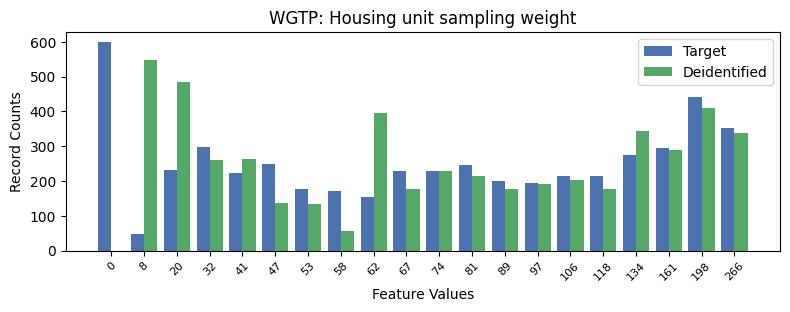 WGTP: Housing unit sampling weight
Target
Deidentified
Record Counts
600
500
400
300
200
100
0
0 8 20 32 41 47 53 58 62 67 74 81 89 97 106 118 134 161 198 266
Feature Values